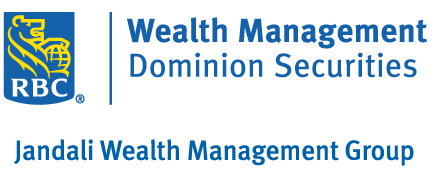 RBC®
Wealth Management
Dominion Securities
Jandali Wealth Management Group